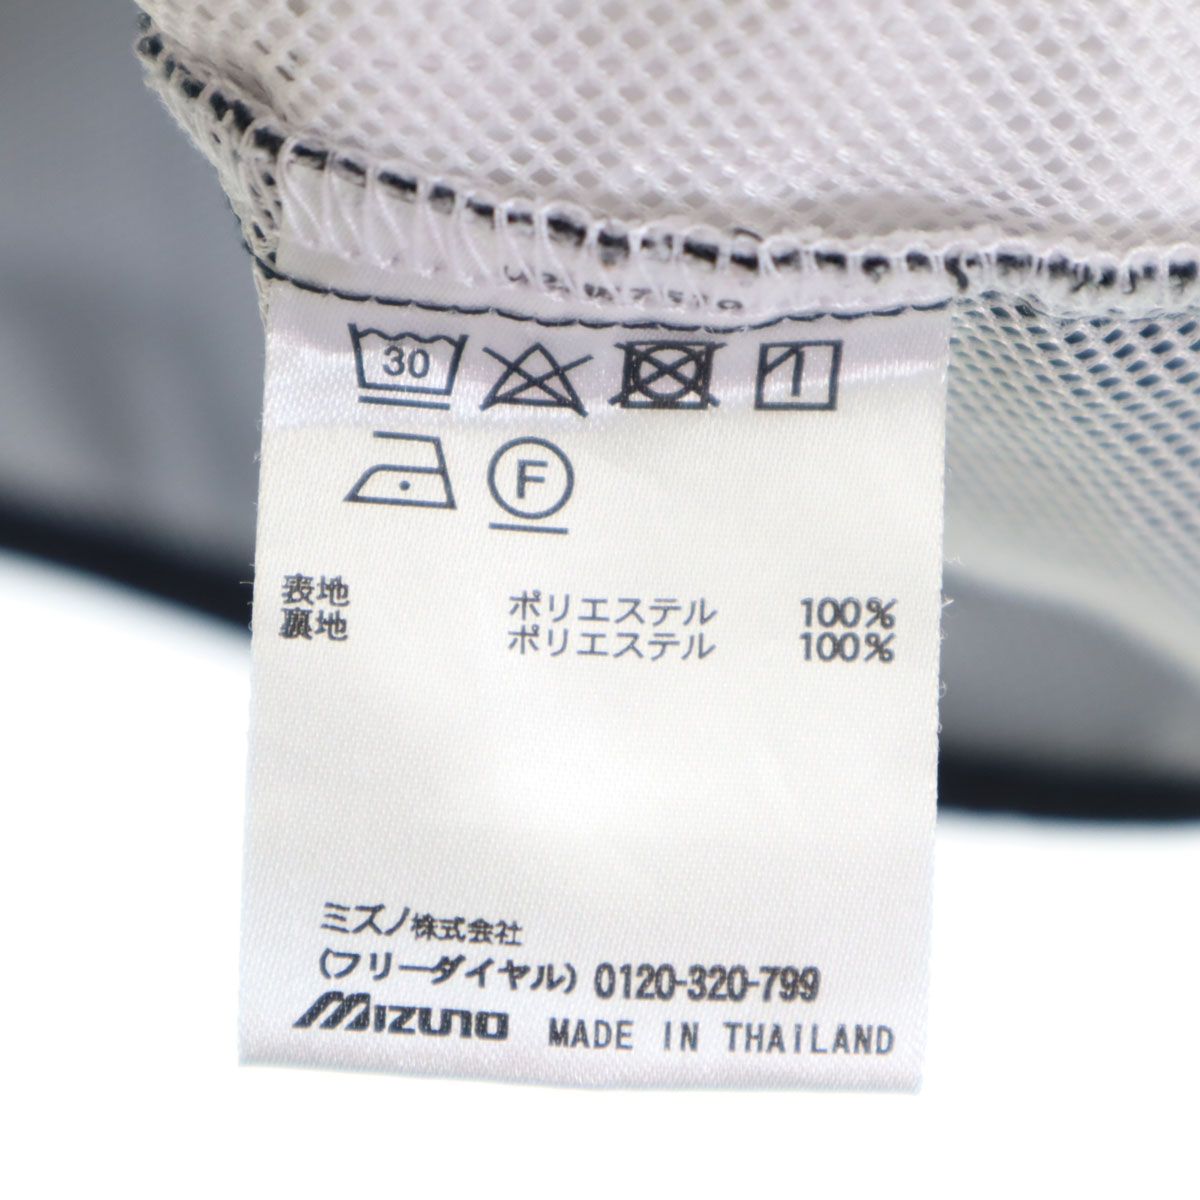 30
F
表地 ポリエステル 100%
裏地 ポリエステル 100%
ミズノ株式会社
(フリーダイヤル) 0120-320-799
MIZUNO MADE IN THAILAND